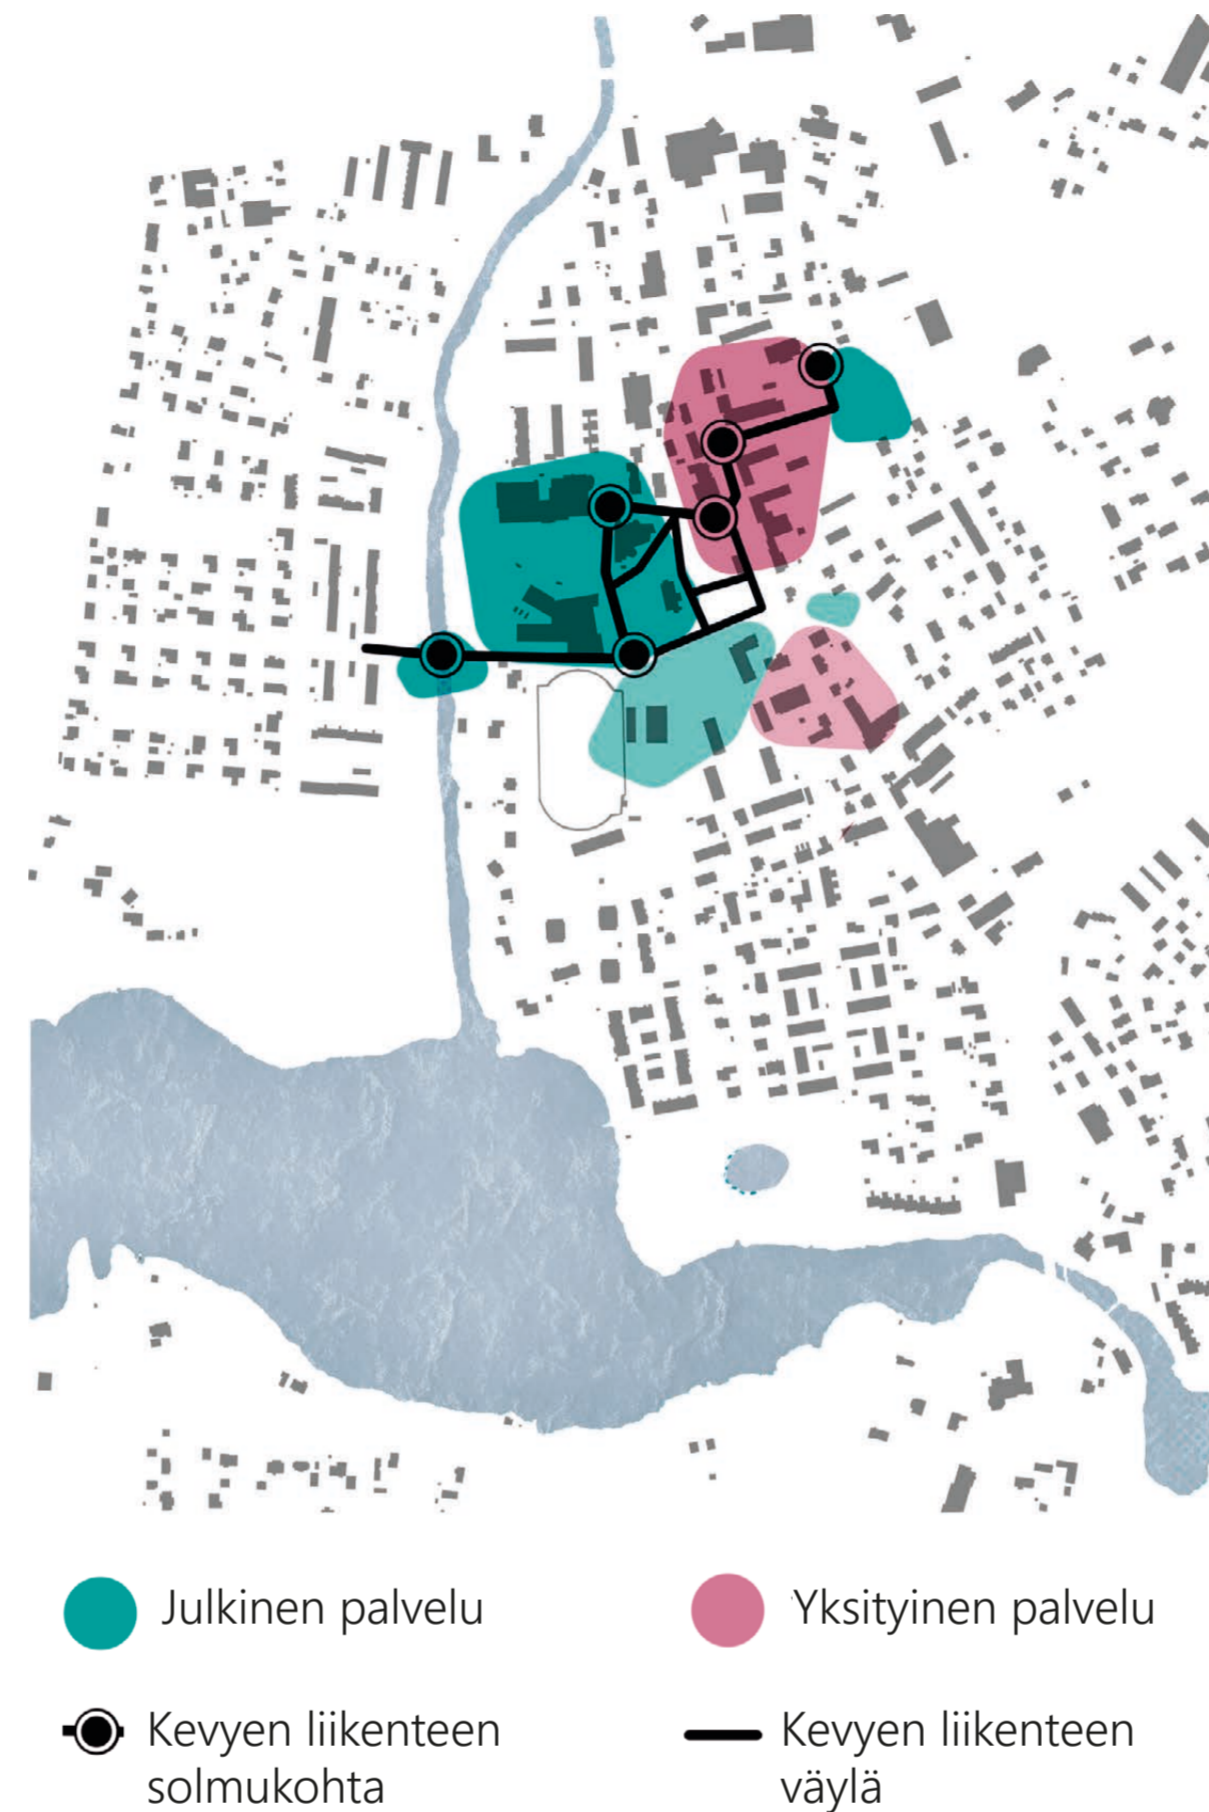 Julkinen palvelu
Yksityinen palvelu
Kevyen liikenteen
solmukohta
Kevyen liikenteen
väylä